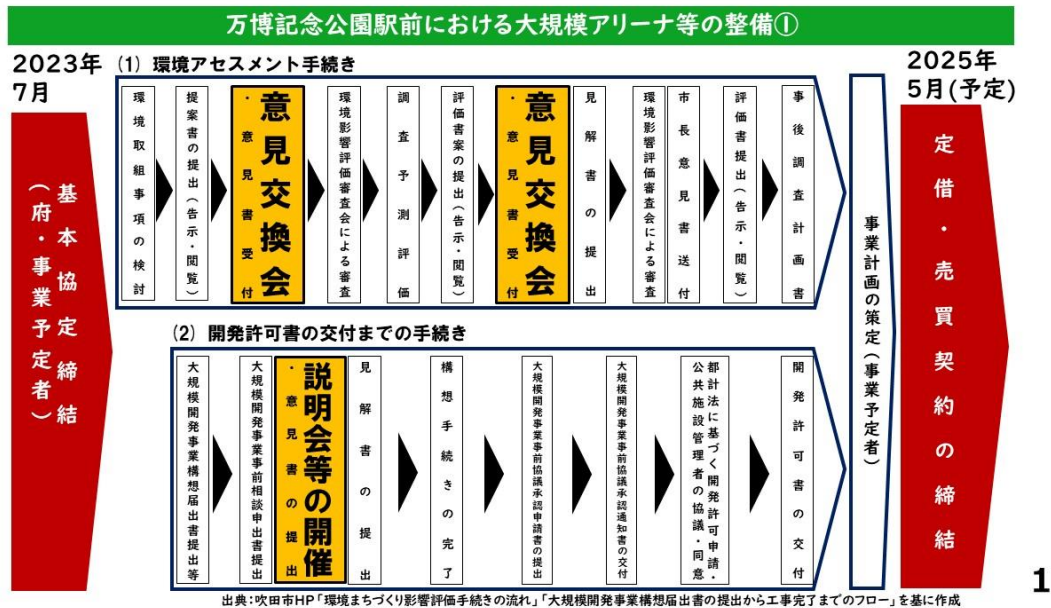 万博記念公園駅前における大規模アリーナ等の整備①
2023年
7月
基本協定締結
(府・事業予定者)
(1) 環境アセスメント手続き
環境取組事項の検討
提案書の提出(告示・閲覧)
意見交換会
・意見書受付
環境影響評価審査会による審査
調査予測評価
評価書案の提出(告示・閲覧)
意見交換会
・意見書受付
見解書の提出
環境影響評価審査会による審査
市長意見書送付
評価書提出(告示・閲覧)
事後調査計画書
(2) 開発許可書の交付までの手続き
大規模開発事業構想届出書提出等
大規模開発事業事前相談申出書提出
説明会等の開催
・意見書の提出
見解書の提出
構想手続きの完了
大規模開発事業事前協議承認申請書の提出
大規模開発事業事前協議承認通知書の交付
都計法に基づく開発許可申請・
公共施設管理者の協議・同意
開発許可書の交付
事業計画の策定(事業予定者)
2025年
5月(予定)
定借・売買契約の締結
出典:吹田市HP「環境まちづくり影響評価手続きの流れ」「大規模開発事業構想届出書の提出から工事完了までのフロー」を基に作成
1